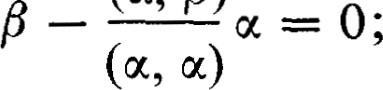 β − (α, β)/(α, α) α = 0;